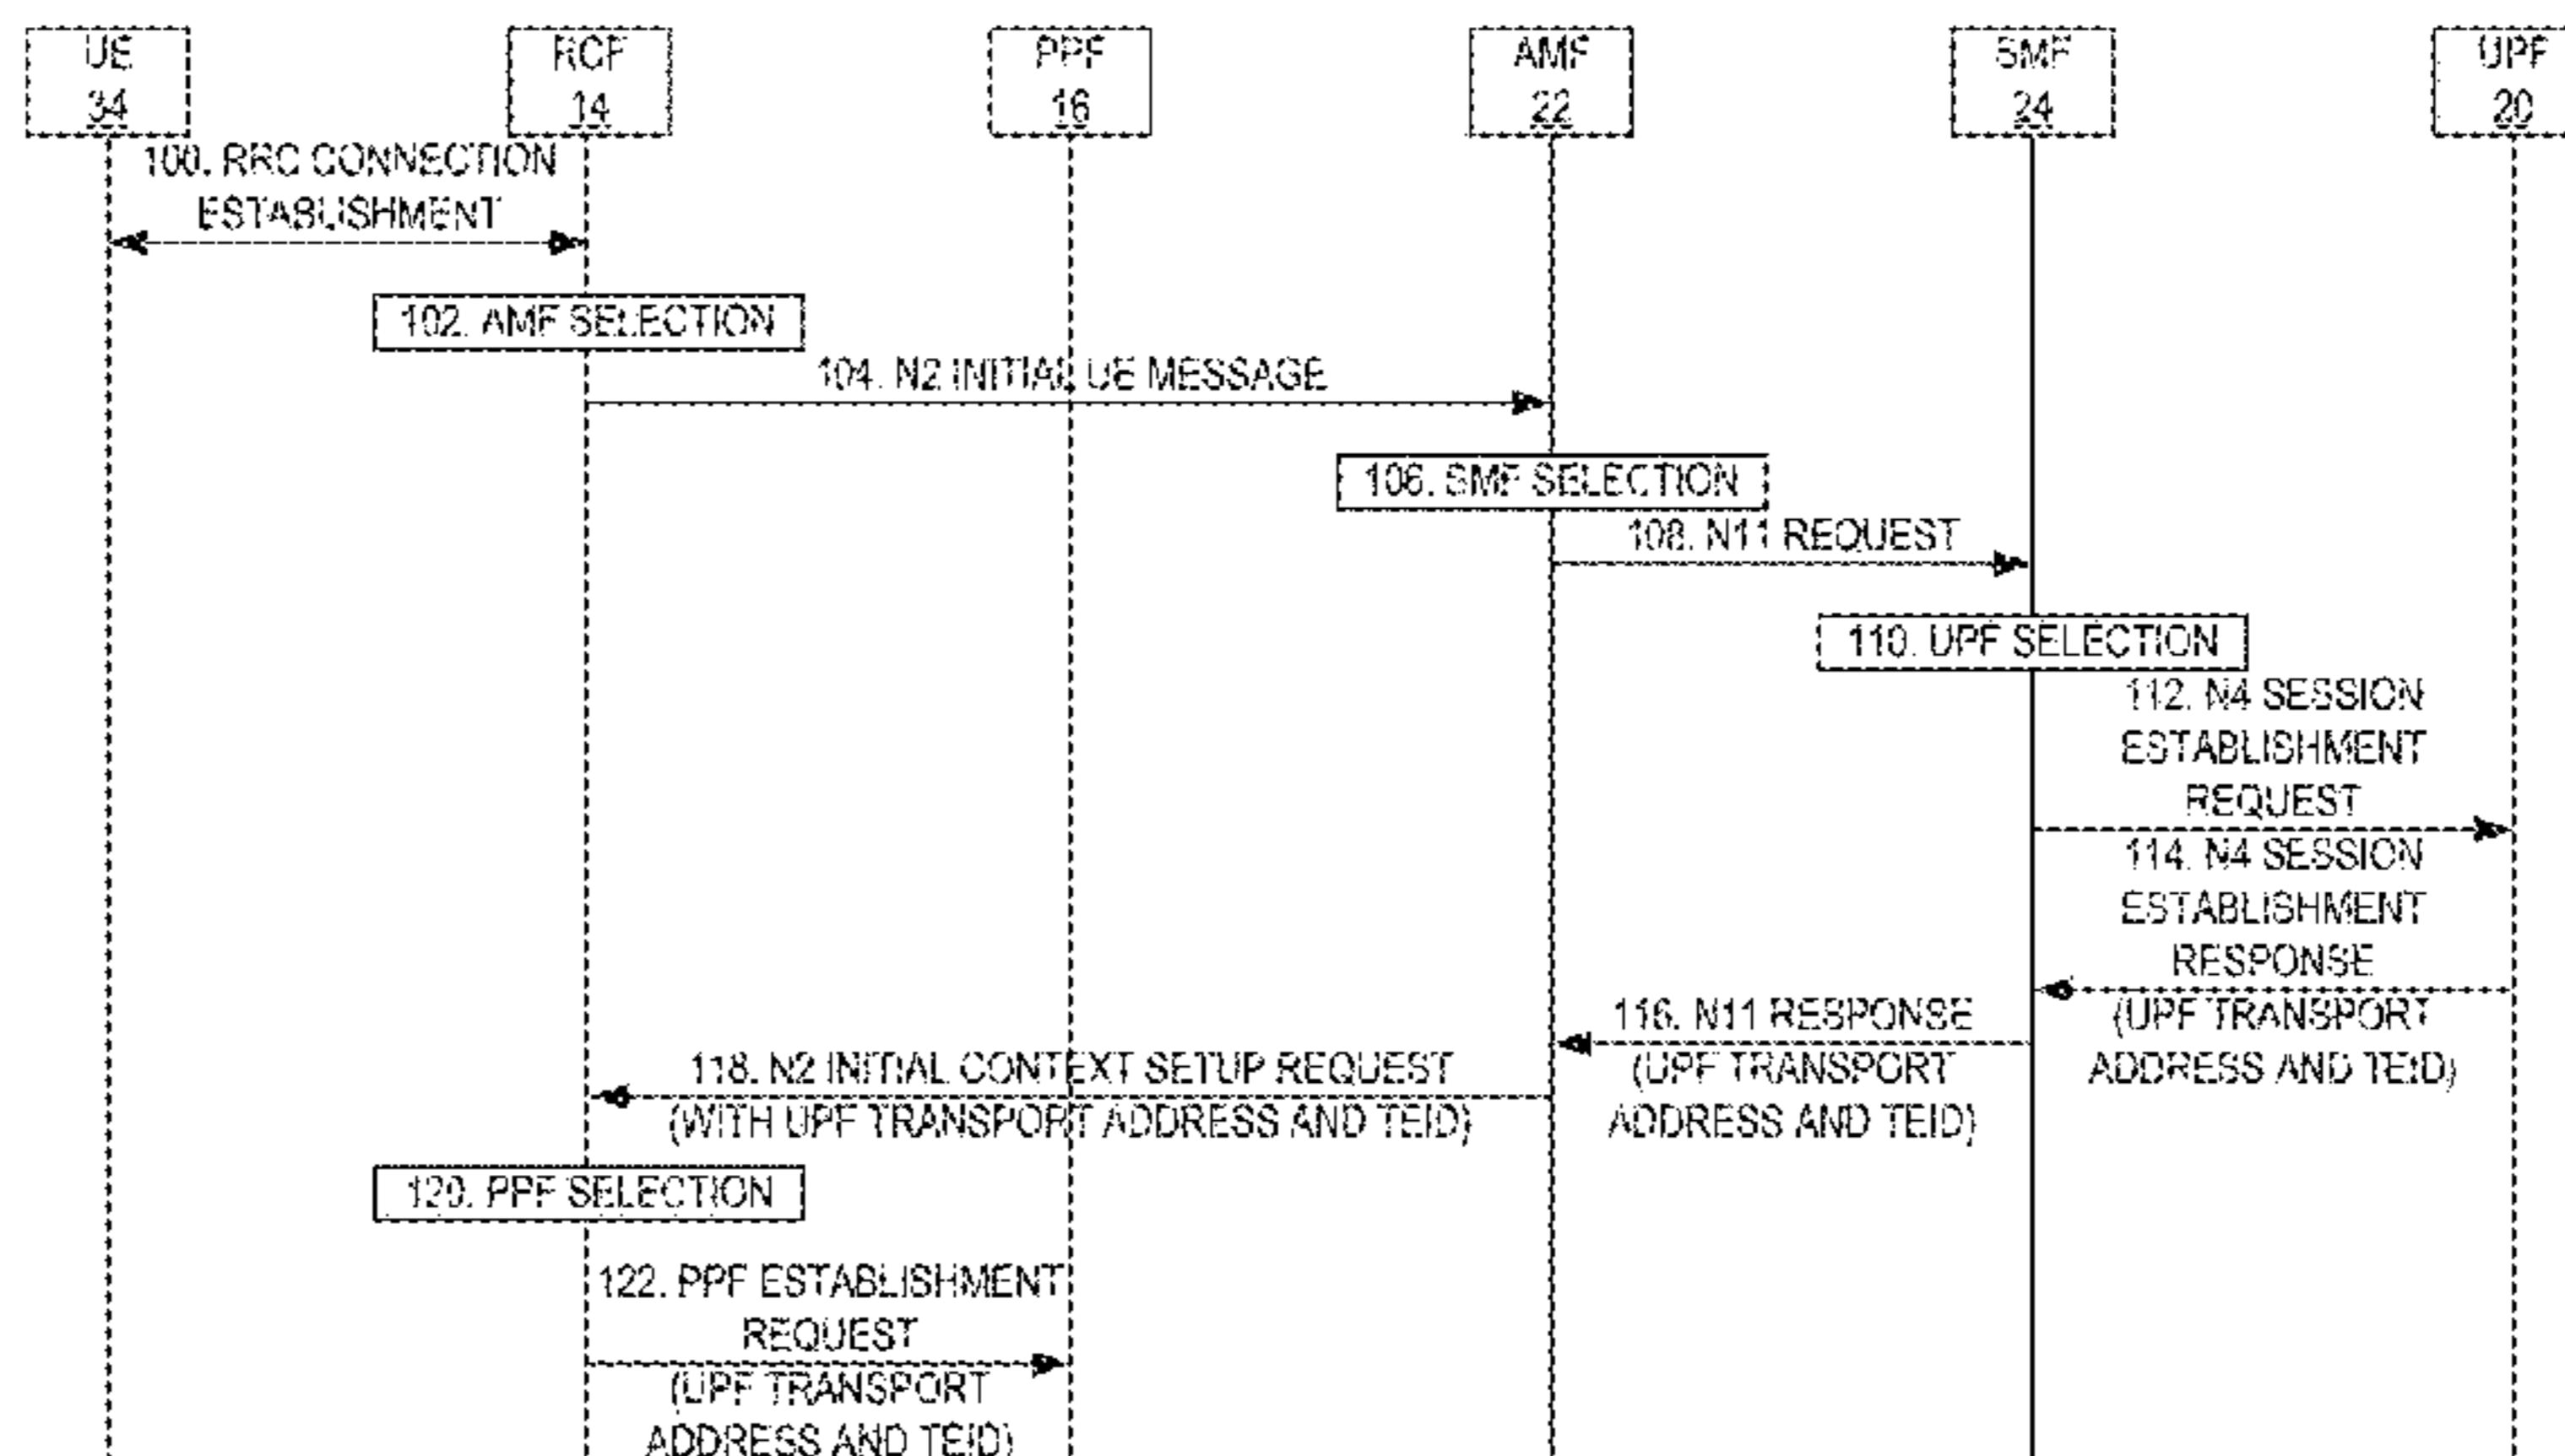 UE
34
RCF
14
PPF
16
AMF
22
SMF
24
UPF
20
100. RRC CONNECTION
ESTABLISHMENT
102. AMF SELECTION
104. N2 INITIAL UE MESSAGE
106. SMF SELECTION
108. N11 REQUEST
110. UPF SELECTION
112. N4 SESSION
ESTABLISHMENT
REQUEST
114. N4 SESSION
ESTABLISHMENT
RESPONSE
(UPF TRANSPORT
ADDRESS AND TEID)
116. N11 RESPONSE
(UPF TRANSPORT
ADDRESS AND TEID)
118. N2 INITIAL CONTEXT SETUP REQUEST
(WITH UPF TRANSPORT ADDRESS AND TEID)
120. PPF SELECTION
122. PPF ESTABLISHMENT
REQUEST
(UPF TRANSPORT
ADDRESS AND TEID)